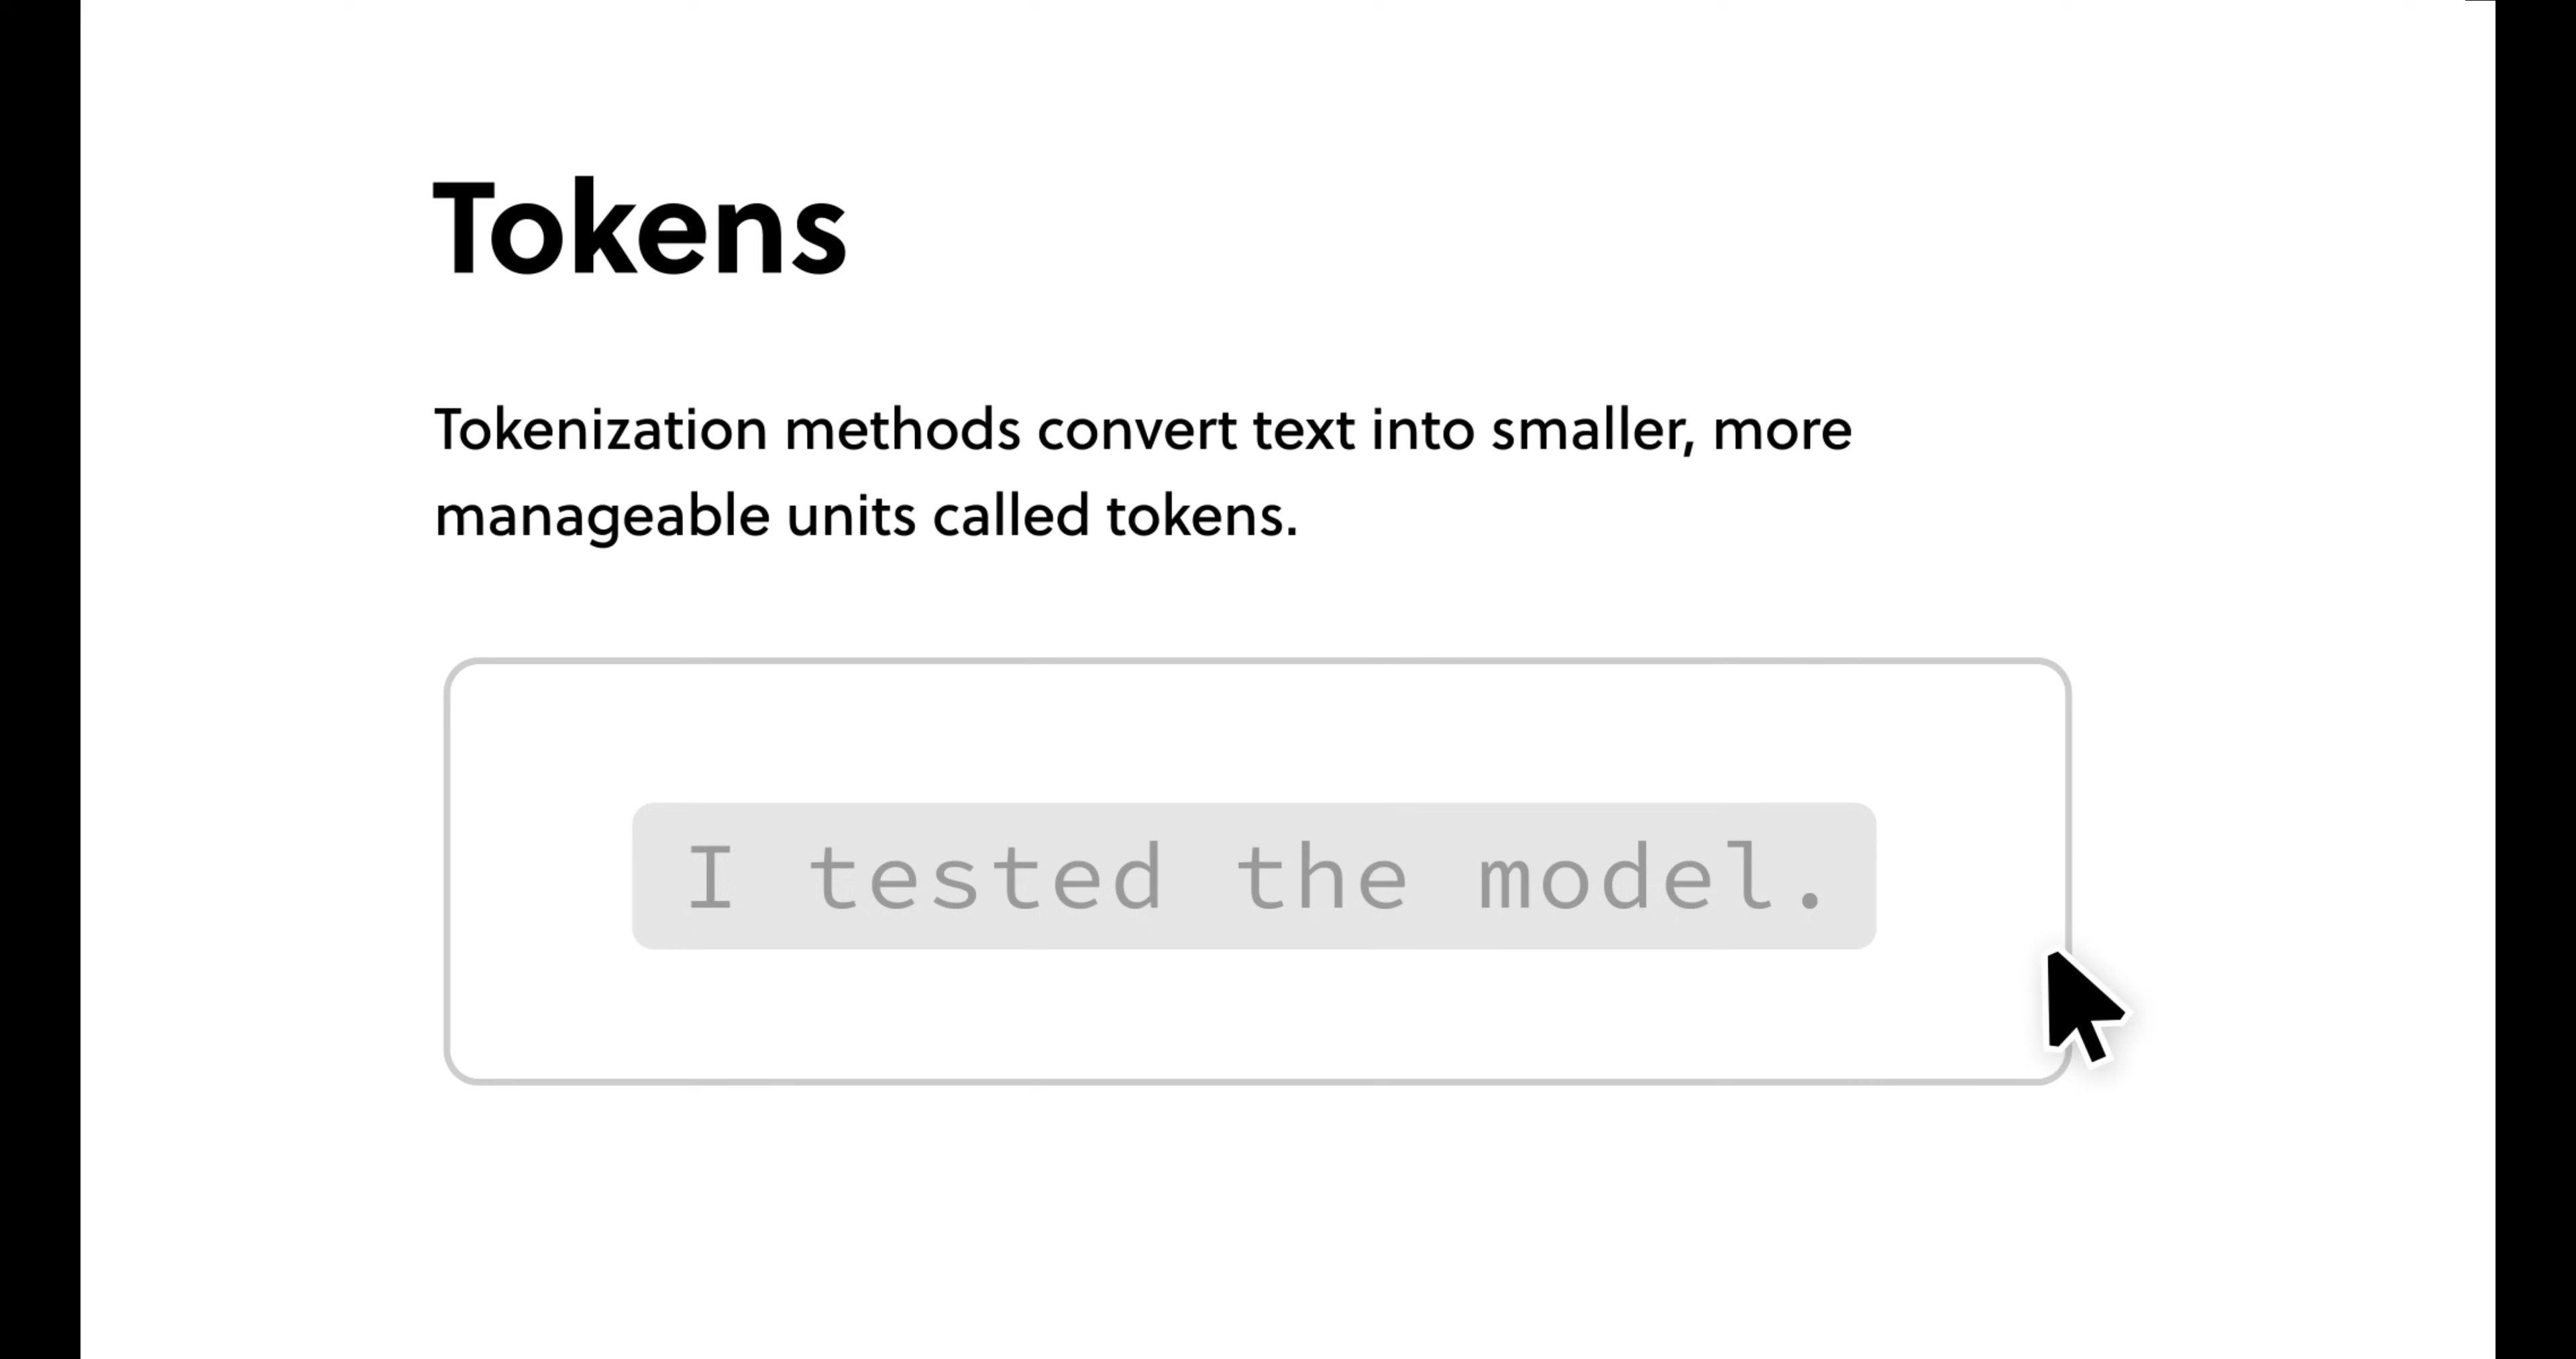 Tokens
Tokenization methods convert text into smaller, more
manageable units called tokens.
I tested the model.